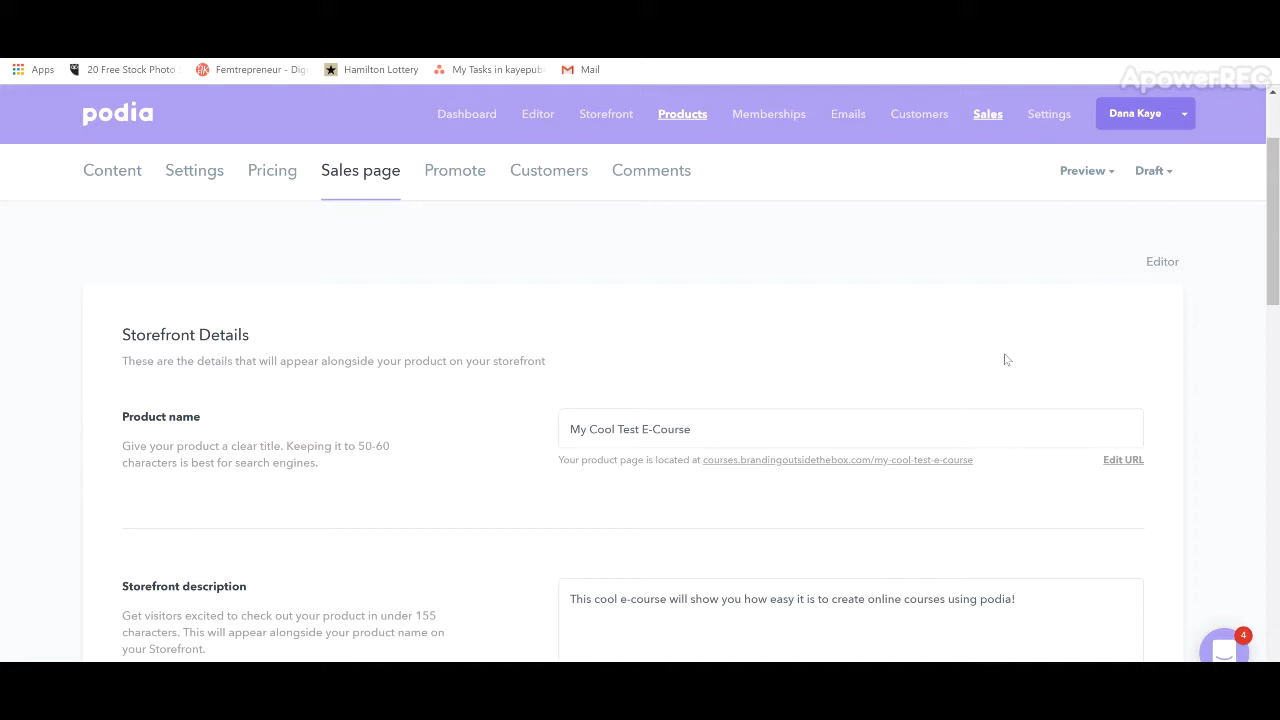 Apps 20 Free Stock Photo Femtrepreneur – Dig Hamilton Lottery My Tasks in kayepub Mail
ApowerREC
podia Dashboard Editor Storefront Products Memberships Emails Customers Sales Settings Dana Kaye
Content Settings Pricing Sales page Promote Customers Comments Preview Draft
Editor
Storefront Details
These are the details that will appear alongside your product on your storefront
Product name
My Cool Test E-Course
Give your product a clear title. Keeping it to 50-60
characters is best for search engines.
Your product page is located at courses.brandingoutsidethebox.com/my-cool-test-e-course Edit URL
Storefront description
This cool e-course will show you how easy it is to create online courses using podia!
Get visitors excited to check out your product in under 155
characters. This will appear alongside your product name on
your Storefront.
4